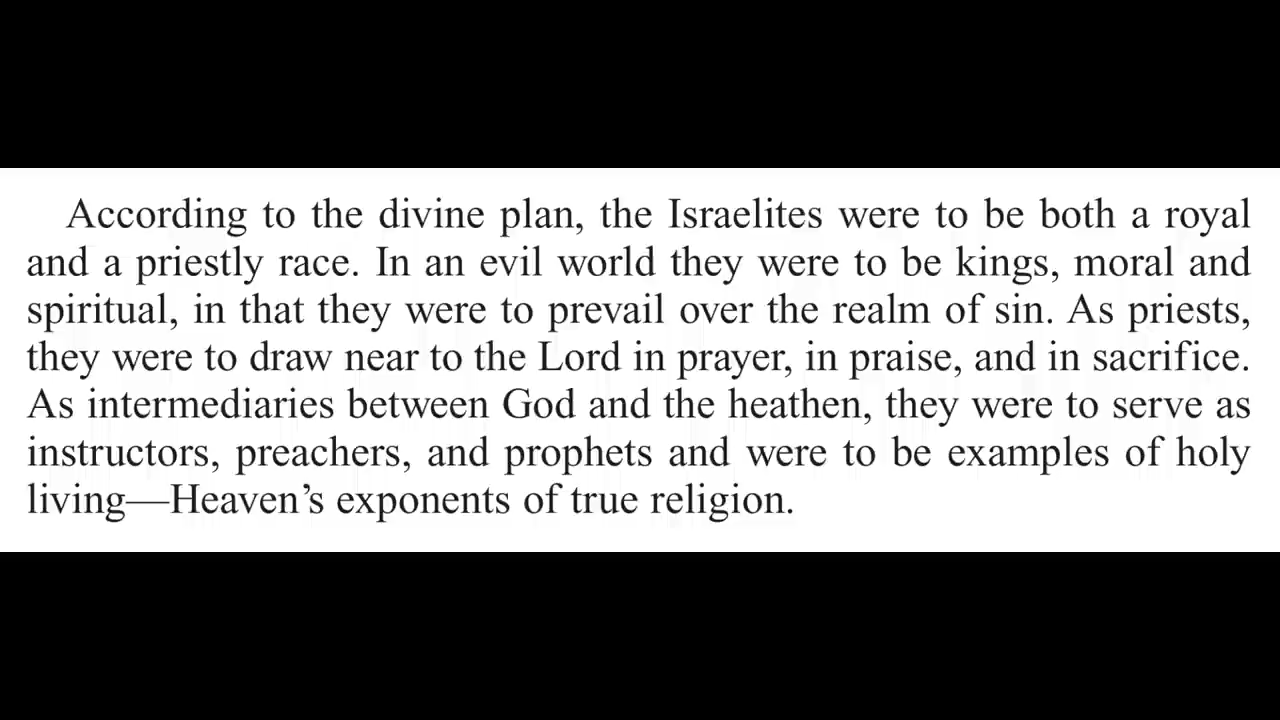 According to the divine plan, the Israelites were to be both a royal
and a priestly race. In an evil world they were to be kings, moral and
spiritual, in that they were to prevail over the realm of sin. As priests,
they were to draw near to the Lord in prayer, in praise, and in sacrifice.
As intermediaries between God and the heathen, they were to serve as
instructors, preachers, and prophets and were to be examples of holy
living—Heaven’s exponents of true religion.